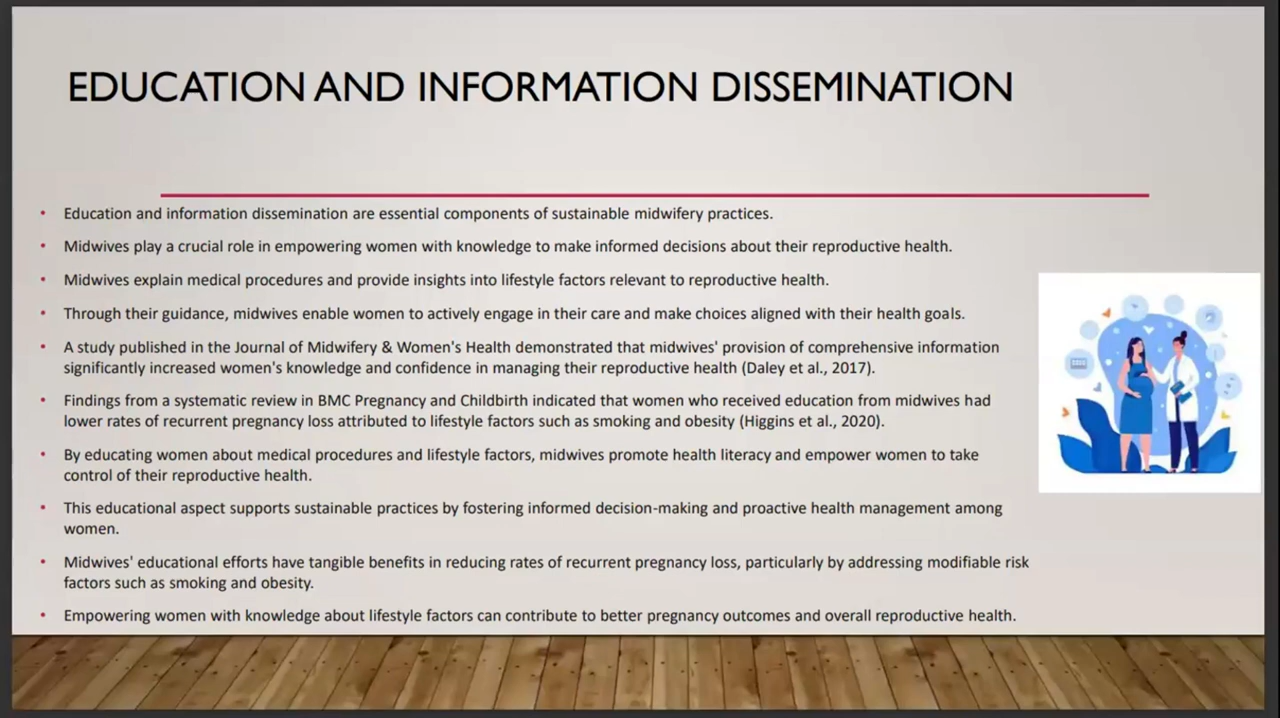 EDUCATION AND INFORMATION DISSEMINATION
• Education and information dissemination are essential components of sustainable midwifery practices.
• Midwives play a crucial role in empowering women with knowledge to make informed decisions about their reproductive health.
• Midwives explain medical procedures and provide insights into lifestyle factors relevant to reproductive health.
• Through their guidance, midwives enable women to actively engage in their care and make choices aligned with their health goals.
• A study published in the Journal of Midwifery & Women's Health demonstrated that midwives' provision of comprehensive information
significantly increased women's knowledge and confidence in managing their reproductive health (Daley et al., 2017).
• Findings from a systematic review in BMC Pregnancy and Childbirth indicated that women who received education from midwives had
lower rates of recurrent pregnancy loss attributed to lifestyle factors such as smoking and obesity (Higgins et al., 2020).
• By educating women about medical procedures and lifestyle factors, midwives promote health literacy and empower women to take
control of their reproductive health.
• This educational aspect supports sustainable practices by fostering informed decision-making and proactive health management among
women.
• Midwives' educational efforts have tangible benefits in reducing rates of recurrent pregnancy loss, particularly by addressing modifiable risk
factors such as smoking and obesity.
• Empowering women with knowledge about lifestyle factors can contribute to better pregnancy outcomes and overall reproductive health.